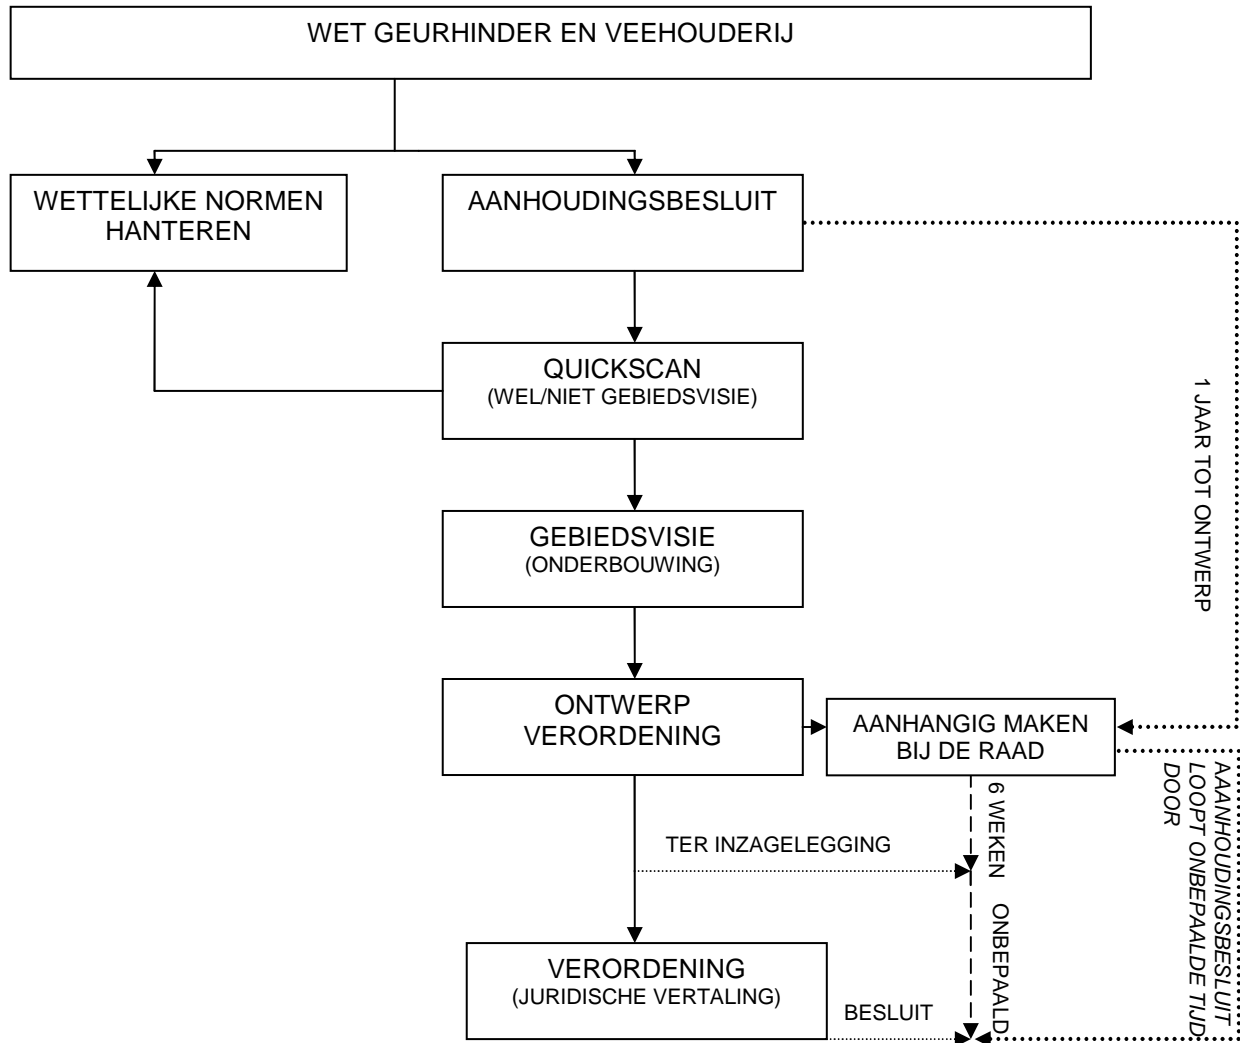 WET GEURHINDER EN VEEHOUDERIJ
WETTELIJKE NORMEN
HANTEREN
AANHOUDINGSBESLUIT
QUICKSCAN
(WEL/NIET GEBIEDSVISIE)
1 JAAR TOT ONTWERP
GEBIEDSVISIE
(ONDERBOUWING)
ONTWERP
VERORDENING
AANHANGIG MAKEN
BIJ DE RAAD
6 WEKEN
AAANHOUDINGSBESLUIT
LOOPT ONBEPAALDE TIJD
DOOR
TER INZAGELEGGING
ONBEPAALD
VERORDENING
(JURIDISCHE VERTALING)
BESLUIT